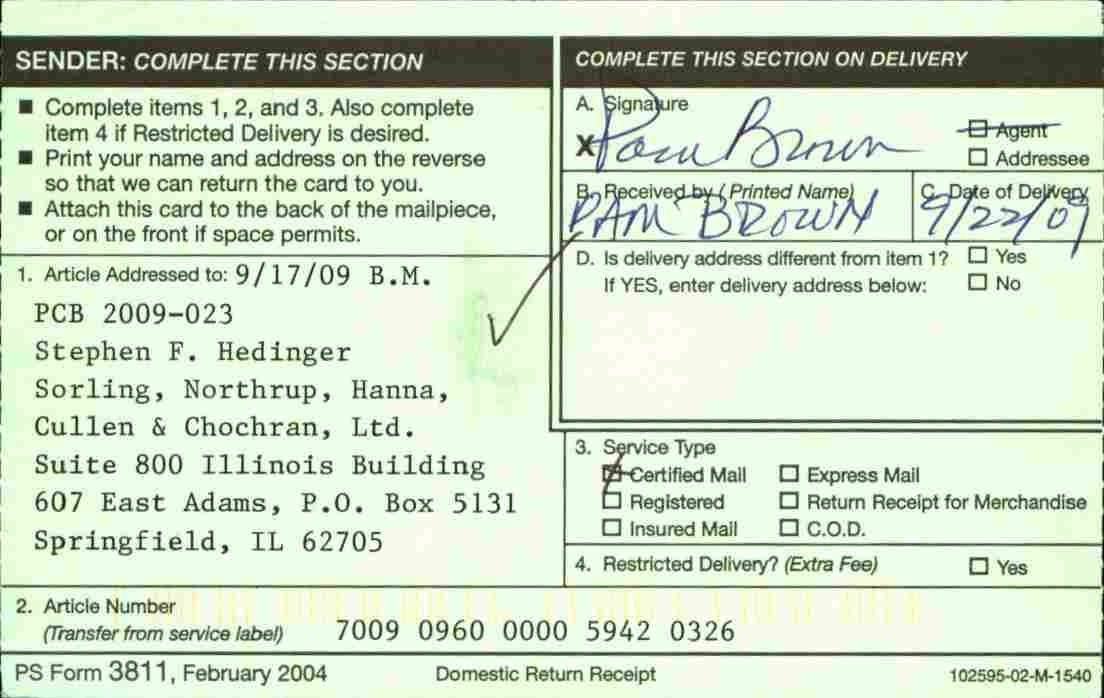 SENDER: COMPLETE THIS SECTION
■ Complete items 1, 2, and 3. Also complete
item 4 if Restricted Delivery is desired.
■ Print your name and address on the reverse
so that we can return the card to you.
■ Attach this card to the back of the mailpiece,
or on the front if space permits.
1. Article Addressed to: 9/17/09 B.M.
PCB 2009-023
Stephen F. Hedinger
Sorling, Northrup, Hanna,
Cullen & Chochran, Ltd.
Suite 800 Illinois Building
607 East Adams, P.O. Box 5131
Springfield, IL 62705
COMPLETE THIS SECTION ON DELIVERY
A. Signature
X Pam Brown
Agent
Addressee
B. Received by (Printed Name)
PAM BROWN
C. Date of Delivery
9/22/09
D. Is delivery address different from item 1? Yes
If YES, enter delivery address below: No
3. Service Type
Certified Mail Express Mail
Registered Return Receipt for Merchandise
Insured Mail C.O.D.
4. Restricted Delivery? (Extra Fee) Yes
2. Article Number
(Transfer from service label) 7009 0960 0000 5942 0326
PS Form 3811, February 2004 Domestic Return Receipt 102595-02-M-1540